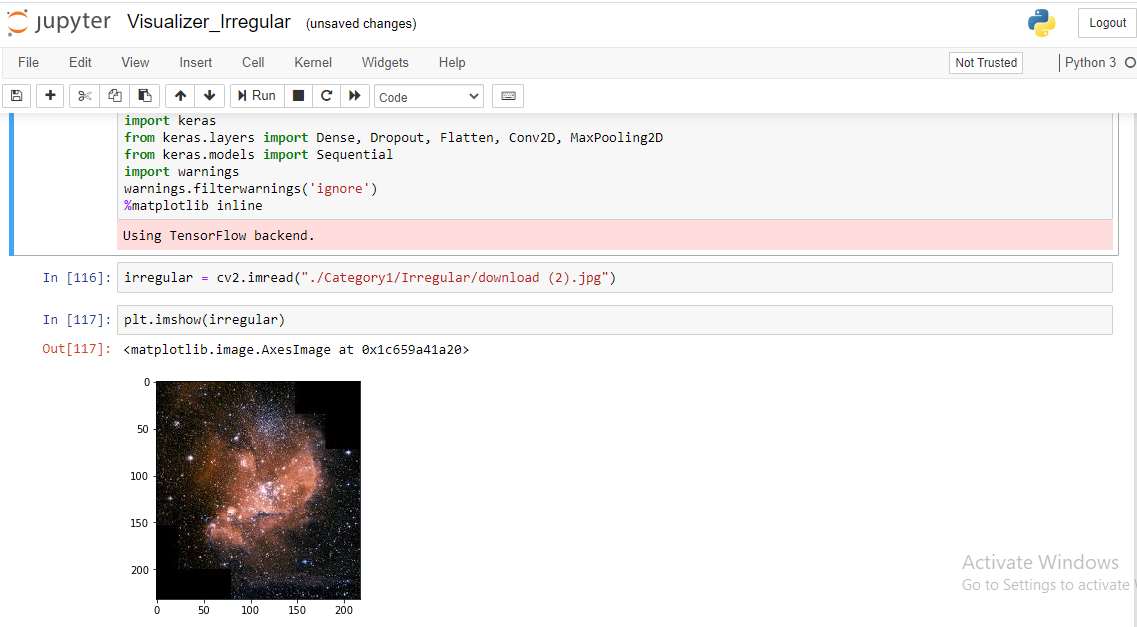 jupyter Visualizer_Irregular (unsaved changes) Logout
File Edit View Insert Cell Kernel Widgets Help Not Trusted Python 3
Run Code
import keras
from keras.layers import Dense, Dropout, Flatten, Conv2D, MaxPooling2D
from keras.models import Sequential
import warnings
warnings.filterwarnings('ignore')
%matplotlib inline
Using TensorFlow backend.
In [116]: irregular = cv2.imread("./Category1/Irregular/download (2).jpg")
In [117]: plt.imshow(irregular)
Out[117]: <matplotlib.image.AxesImage at 0x1c659a41a20>
0
50
100
150
200
0 50 100 150 200
Activate Windows
Go to Settings to activate